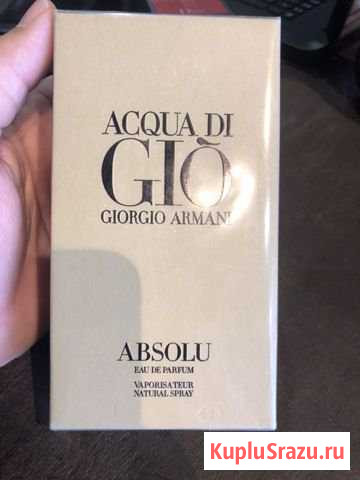 ACQUA DI
GIÒ
GIORGIO ARMANI
ABSOLU
EAU DE PARFUM
VAPORISATEUR
NATURAL SPRAY
KupluSrazu.ru